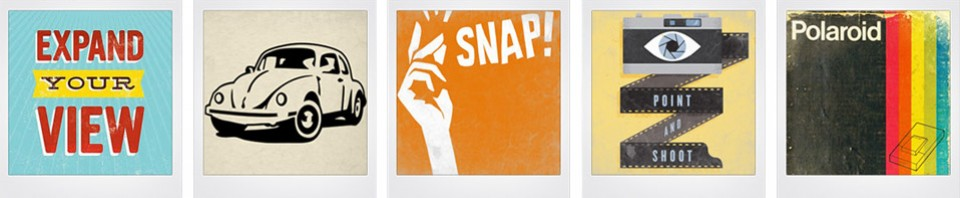 EXPAND
YOUR
VIEW
SNAP!
POINT
AND
SHOOT
Polaroid